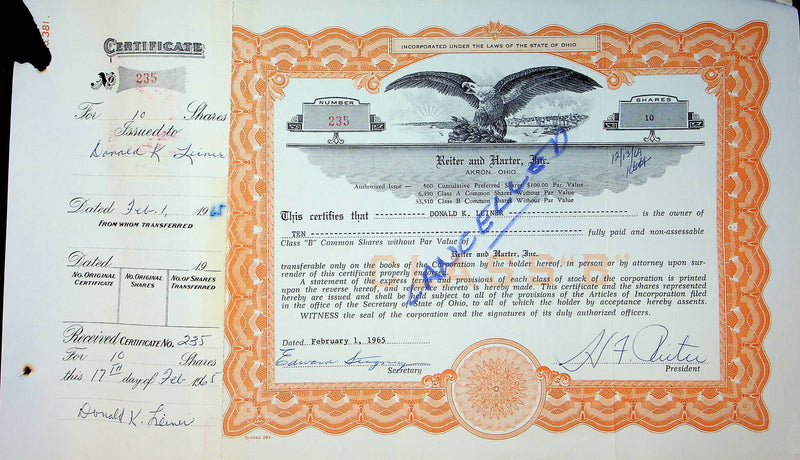 CERTIFICATE
No 235
For 10 Shares
Issued to
Donald K Leiner
Dated Feb. 1, 1965
FROM WHOM TRANSFERRED
Dated 19
NO. ORIGINAL CERTIFICATE
NO. ORIGINAL SHARES
NO. OF SHARES TRANSFERRED
Received CERTIFICATE NO. 235
For 10 Shares
this 17TH day of Feb 1965
Donald K. Leiner
INCORPORATED UNDER THE LAWS OF THE STATE OF OHIO
NUMBER
235
SHARES
10
Reiter and Harter, Inc.
AKRON, OHIO
12/13/69
Authorized Issue — 500 Cumulative Preferred Shares $100.00 Par Value
6,490 Class A Common Shares Without Par Value
33,510 Class B Common Shares Without Par Value
CANCELLED
This certifies that DONALD K. LEINER is the owner of
TEN fully paid and non-assessable
Class "B" Common Shares without Par Value of
Reiter and Harter, Inc.
transferable only on the books of the Corporation by the holder hereof, in person or by attorney upon sur-
render of this certificate properly endorsed.
A statement of the express terms and provisions of each class of stock of the corporation is printed
upon the reverse hereof, and reference thereto is hereby made. This certificate and the shares represented
hereby are issued and shall be held subject to all of the provisions of the Articles of Incorporation filed
in the office of the Secretary of State of Ohio, to all of which the holder by acceptance hereby assents.
WITNESS the seal of the corporation and the signatures of its duly authorized officers.
Dated February 1, 1965
Secretary
President